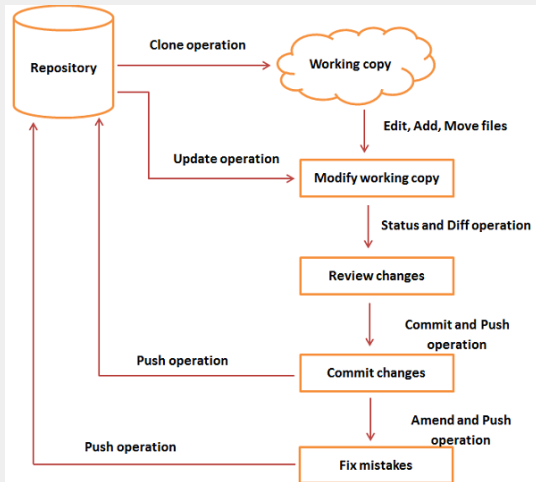 Clone operation
Repository
Working copy
Edit, Add, Move files
Update operation
Modify working copy
Status and Diff operation
Review changes
Commit and Push
operation
Push operation
Commit changes
Amend and Push
operation
Push operation
Fix mistakes